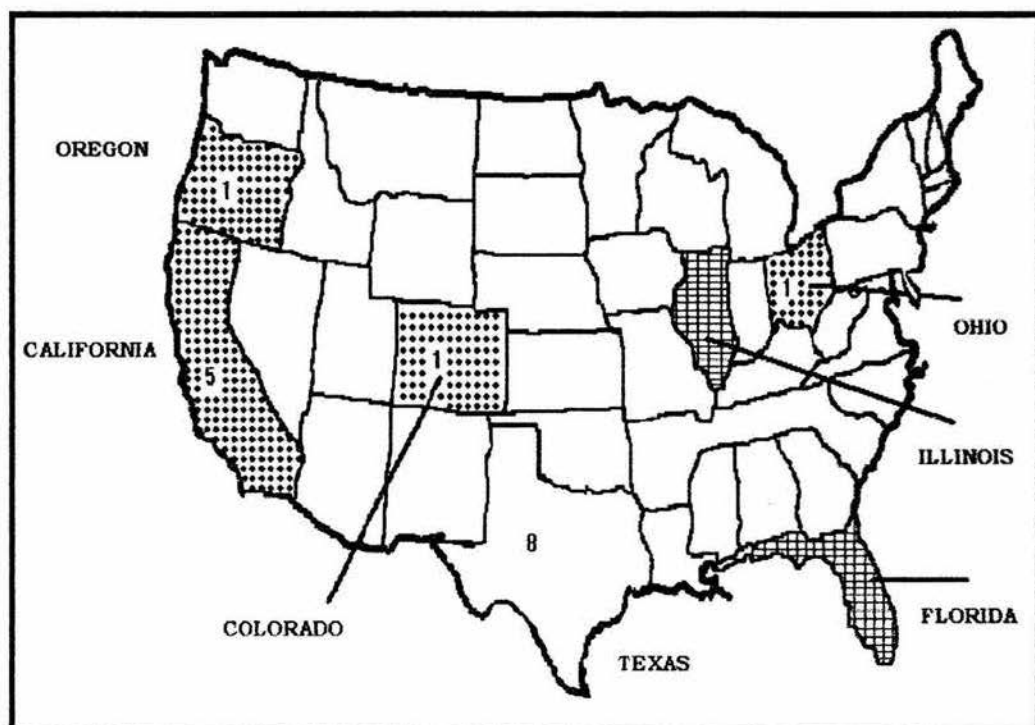 OREGON
1
CALIFORNIA
5
1
1
OHIO
ILLINOIS
8
COLORADO
TEXAS
FLORIDA